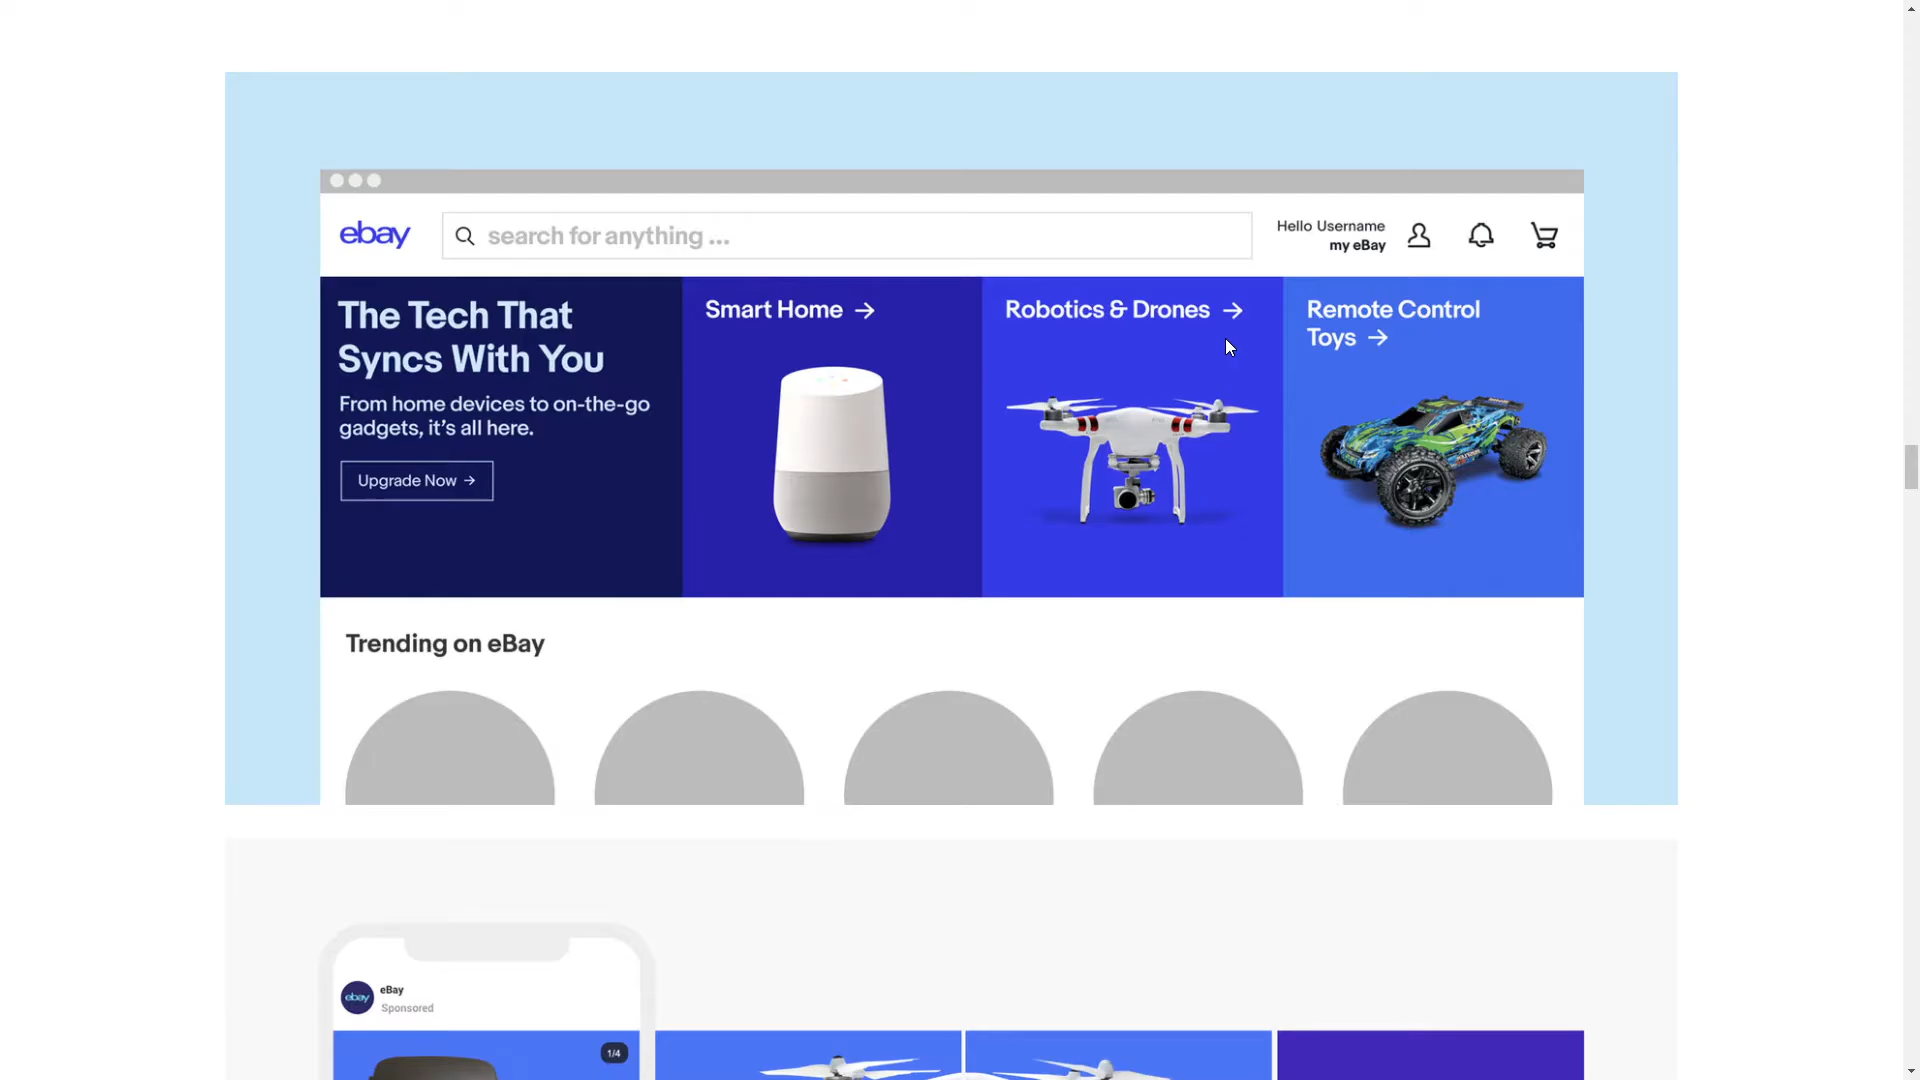 ebay
search for anything ...
Hello Username
my eBay
The Tech That
Syncs With You
From home devices to on-the-go
gadgets, it's all here.
Upgrade Now →
Smart Home →
Robotics & Drones →
Remote Control
Toys →
Trending on eBay
ebay
eBay
Sponsored
1/4